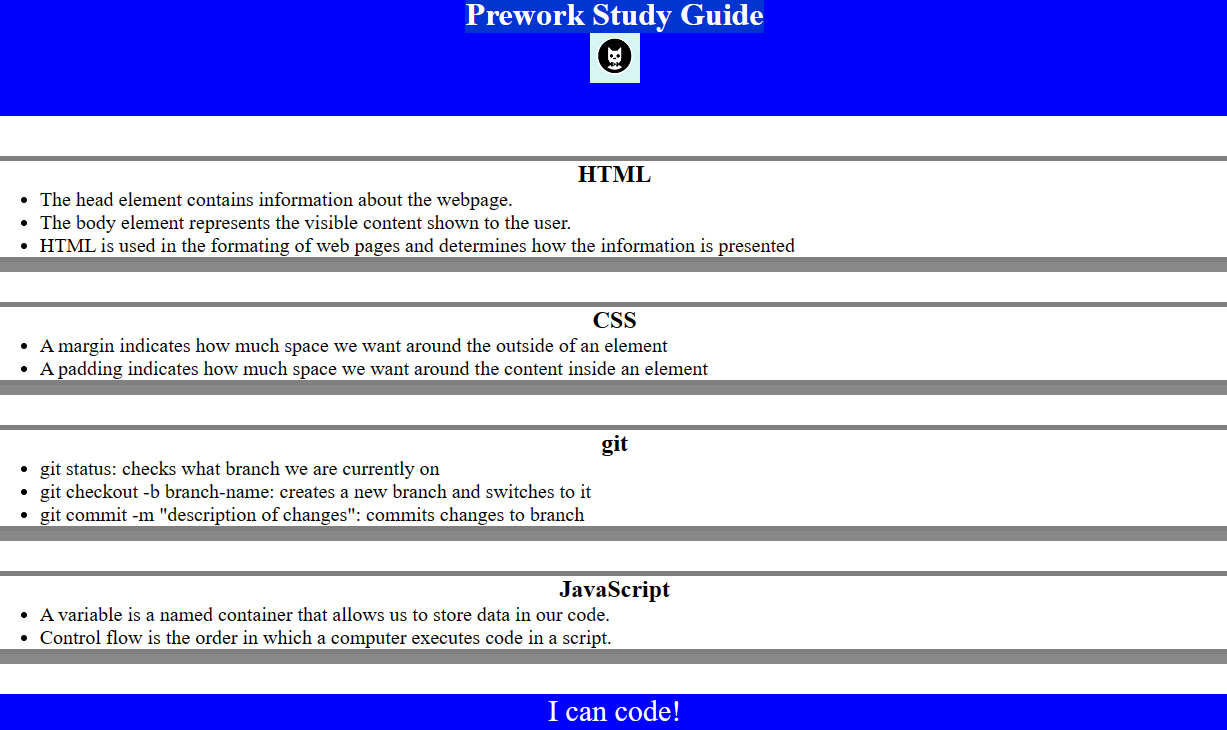 Prework Study Guide
HTML
• The head element contains information about the webpage.
• The body element represents the visible content shown to the user.
• HTML is used in the formating of web pages and determines how the information is presented
CSS
• A margin indicates how much space we want around the outside of an element
• A padding indicates how much space we want around the content inside an element
git
• git status: checks what branch we are currently on
• git checkout -b branch-name: creates a new branch and switches to it
• git commit -m "description of changes": commits changes to branch
JavaScript
• A variable is a named container that allows us to store data in our code.
• Control flow is the order in which a computer executes code in a script.
I can code!